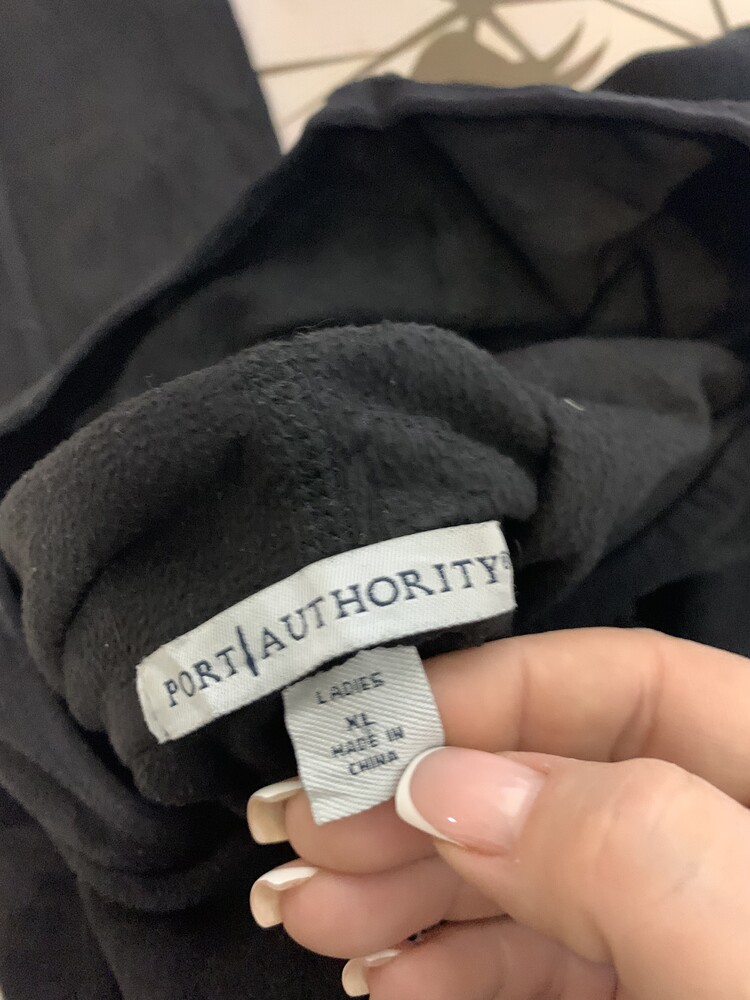 PORT AUTHORITY®
LADIES
XL
MADE IN
CHINA